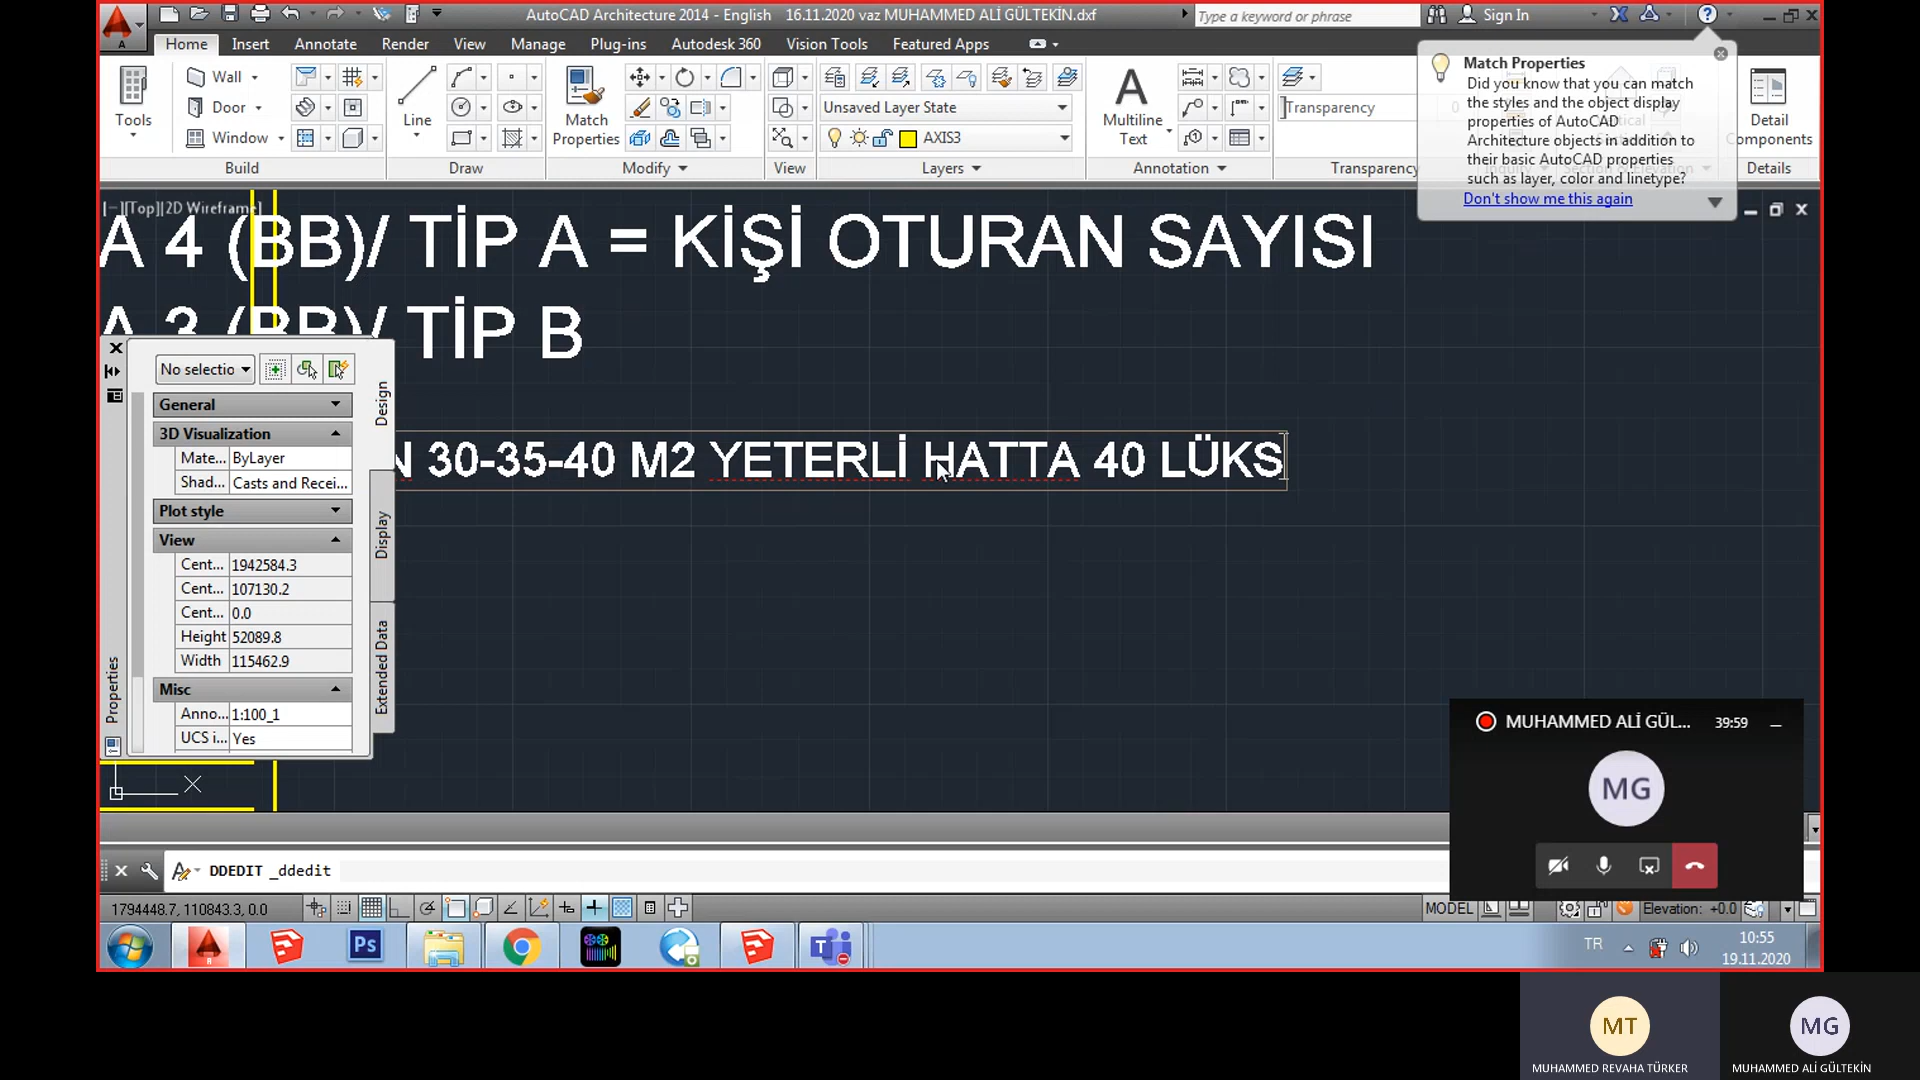 AutoCAD Architecture 2014 - English 16.11.2020 vaz MUHAMMED ALİ GÜLTEKİN.dxf
Type a keyword or phrase
Sign In
Home Insert Annotate Render View Manage Plug-ins Autodesk 360 Vision Tools Featured Apps
Tools
Wall
Door
Window
Build
Line
Draw
Match
Properties
Modify
View
Unsaved Layer State
AXIS3
Layers
A
Multiline
Text
Annotation
Transparency
Transparency
Detail
Components
Details
Match Properties
Did you know that you can match
the styles and the object display
properties of AutoCAD
Architecture objects in addition to
their basic AutoCAD properties
such as layer, color and linetype?
Don't show me this again
[−][Top][2D Wireframe]
A 4 (BB)/ TİP A = KİŞİ OTURAN SAYISI
A 3 (BB)/ TİP B
N 30-35-40 M2 YETERLİ HATTA 40 LÜKS
No selectio
General
3D Visualization
Mate... ByLayer
Shad... Casts and Recei...
Plot style
View
Cent... 1942584.3
Cent... 107130.2
Cent... 0.0
Height 52089.8
Width 115462.9
Misc
Anno... 1:100_1
UCS i... Yes
Design
Display
Extended Data
Properties
X
MUHAMMED ALİ GÜL... 39:59
MG
DDEDIT _ddedit
1794448.7, 110843.3, 0.0
MODEL
Elevation: +0.0
Ps
TR
10:55
19.11.2020
MT
MUHAMMED REVAHA TÜRKER
MG
MUHAMMED ALİ GÜLTEKİN